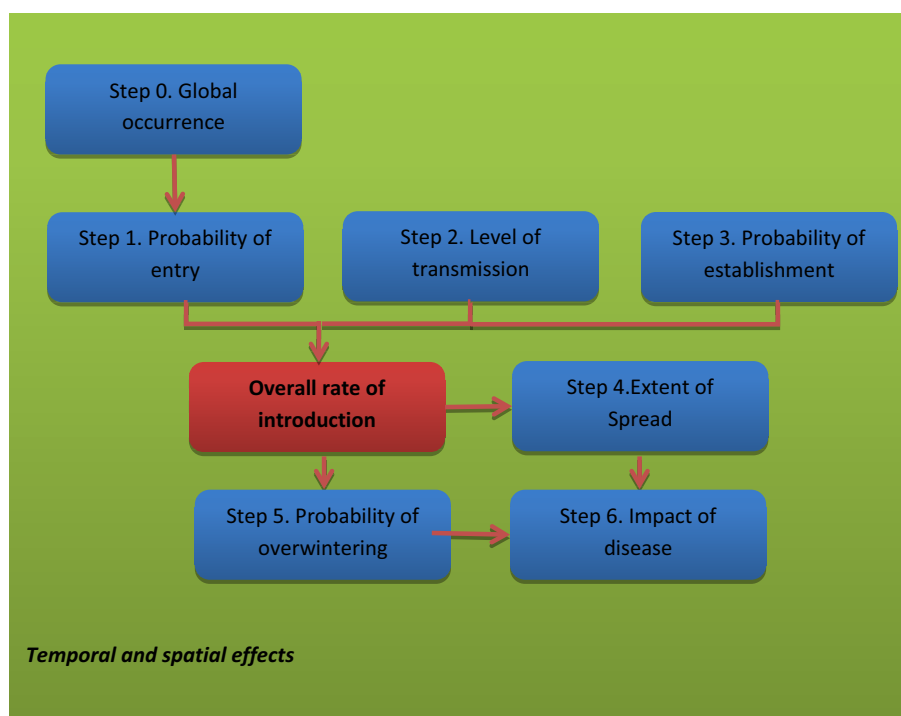 Step 0. Global
occurrence
Step 1. Probability of
entry
Step 2. Level of
transmission
Step 3. Probability of
establishment
Overall rate of
introduction
Step 4.Extent of
Spread
Step 5. Probability of
overwintering
Step 6. Impact of
disease
Temporal and spatial effects